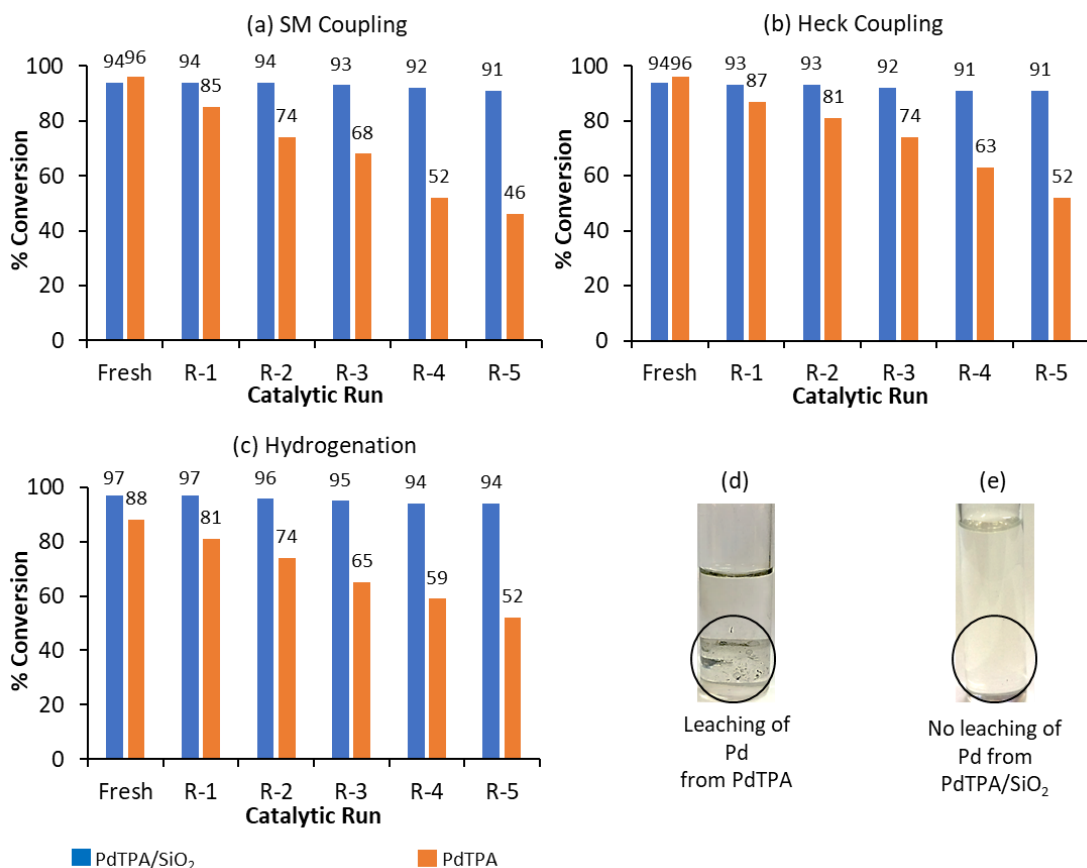 (a) SM Coupling
% Conversion
100
80
60
40
20
0
94 96 94 85 94 74 93 68 92 52 91 46
Fresh R-1 R-2 R-3 R-4 R-5
Catalytic Run
(b) Heck Coupling
% Conversion
100
80
60
40
20
0
94 96 93 87 93 81 92 74 91 63 91 52
Fresh R-1 R-2 R-3 R-4 R-5
Catalytic Run
(c) Hydrogenation
% Conversion
100
80
60
40
20
0
97 88 97 81 96 74 95 65 94 59 94 52
Fresh R-1 R-2 R-3 R-4 R-5
Catalytic Run
(d)
Leaching of
Pd
from PdTPA
(e)
No leaching of
Pd from
PdTPA/SiO₂
PdTPA/SiO₂ PdTPA